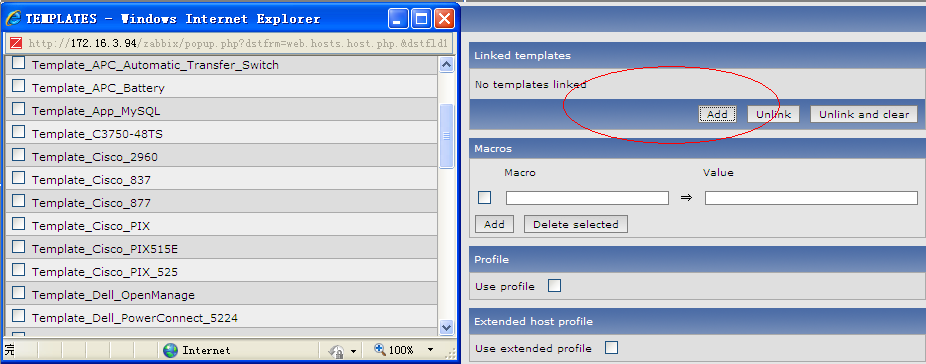 TEMPLATES - Windows Internet Explorer
http://172.16.3.94/zabbix/popup.php?dstfrm=web.hosts.host.php.&dstfld1
Template_APC_Automatic_Transfer_Switch
Template_APC_Battery
Template_App_MySQL
Template_C3750-48TS
Template_Cisco_2960
Template_Cisco_837
Template_Cisco_877
Template_Cisco_PIX
Template_Cisco_PIX515E
Template_Cisco_PIX_525
Template_Dell_OpenManage
Template_Dell_PowerConnect_5224
完 Internet 100%
Linked templates
No templates linked
Add Unlink Unlink and clear
Macros
Macro Value
⇒
Add Delete selected
Profile
Use profile
Extended host profile
Use extended profile